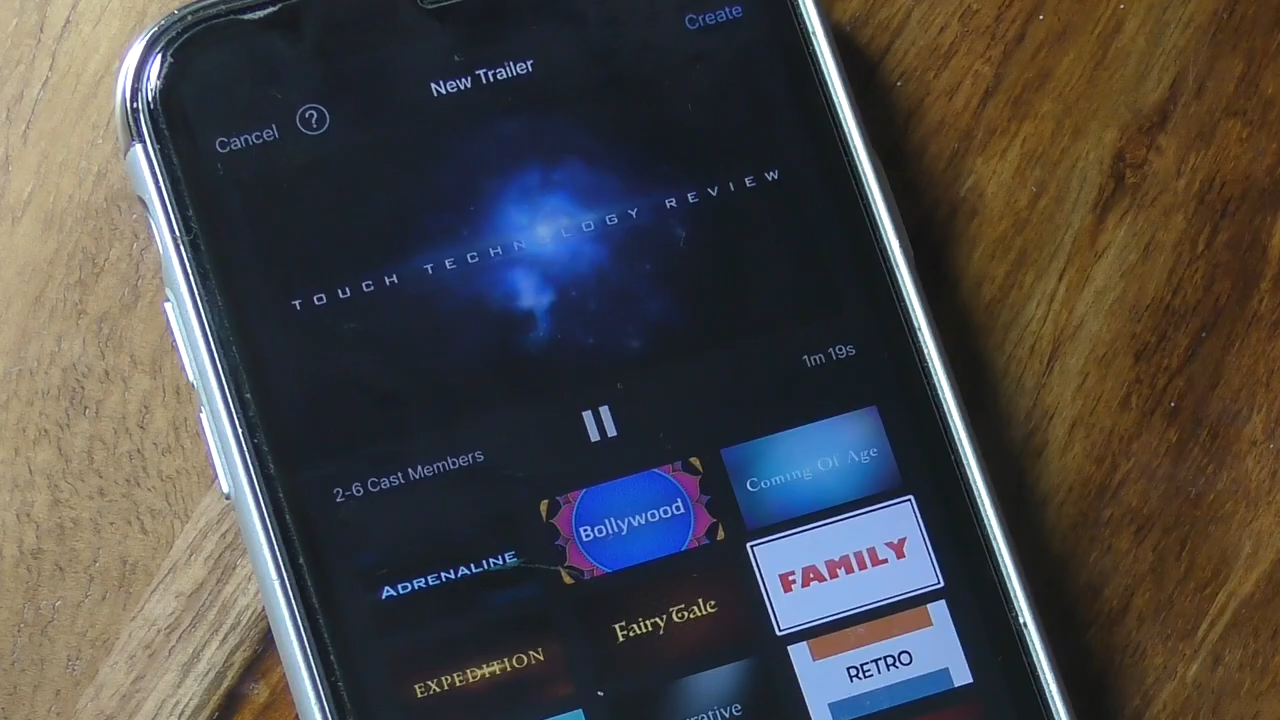 Create
New Trailer
Cancel ?
TOUCH TECHNOLOGY REVIEW
1m 19s
2-6 Cast Members
ADRENALINE
Bollywood
Coming Of Age
EXPEDITION
Fairy Tale
FAMILY
RETRO